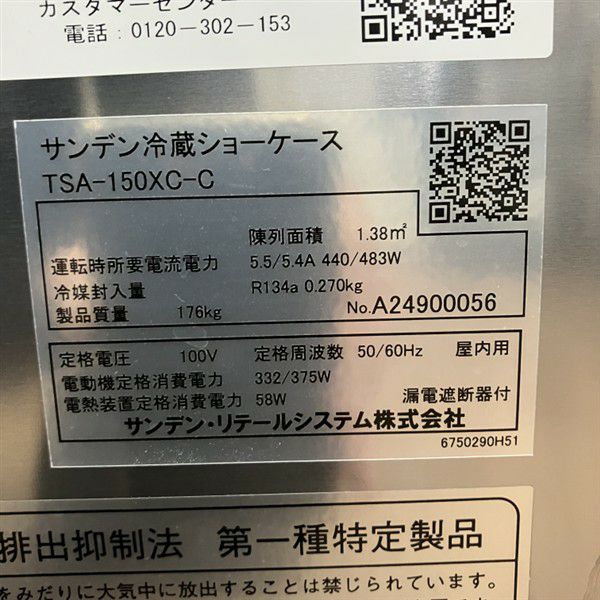 カスタマーセンター
電話：0120-302-153
サンデン冷蔵ショーケース
TSA-150XC-C
陳列面積 1.38㎡
運転時所要電流電力 5.5/5.4A 440/483W
冷媒封入量 R134a 0.270kg
製品質量 176kg No.A24900056
定格電圧 100V 定格周波数 50/60Hz 屋内用
電動機定格消費電力 332/375W
電熱装置定格消費電力 58W 漏電遮断器付
サンデン・リテールシステム株式会社
6750290H51
排出抑制法 第一種特定製品
をみだりに大気中に放出することは禁じられています。